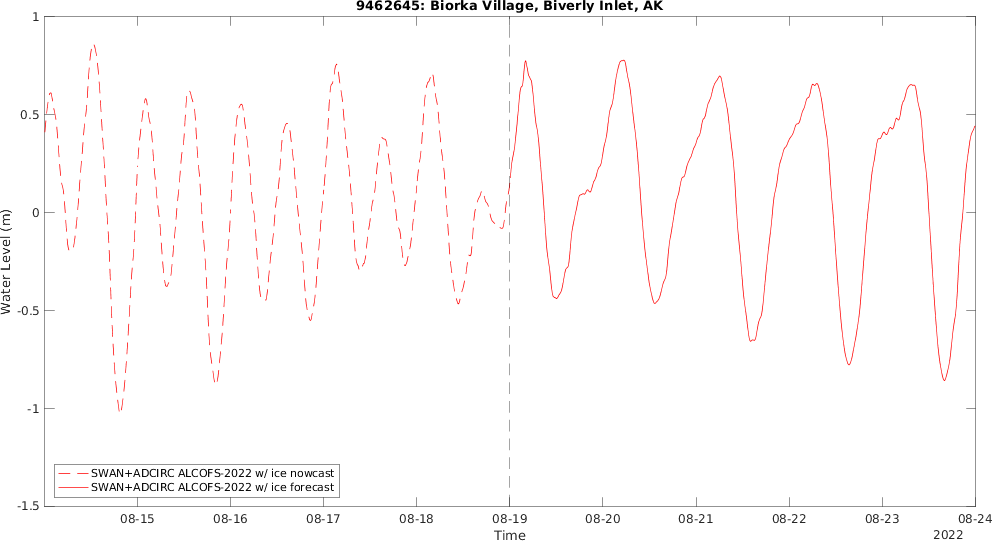 9462645: Biorka Village, Biverly Inlet, AK
Water Level (m)
1
0.5
0
-0.5
-1
-1.5
SWAN+ADCIRC ALCOFS-2022 w/ ice nowcast
SWAN+ADCIRC ALCOFS-2022 w/ ice forecast
08-15 08-16 08-17 08-18 08-19 08-20 08-21 08-22 08-23 08-24
Time
2022